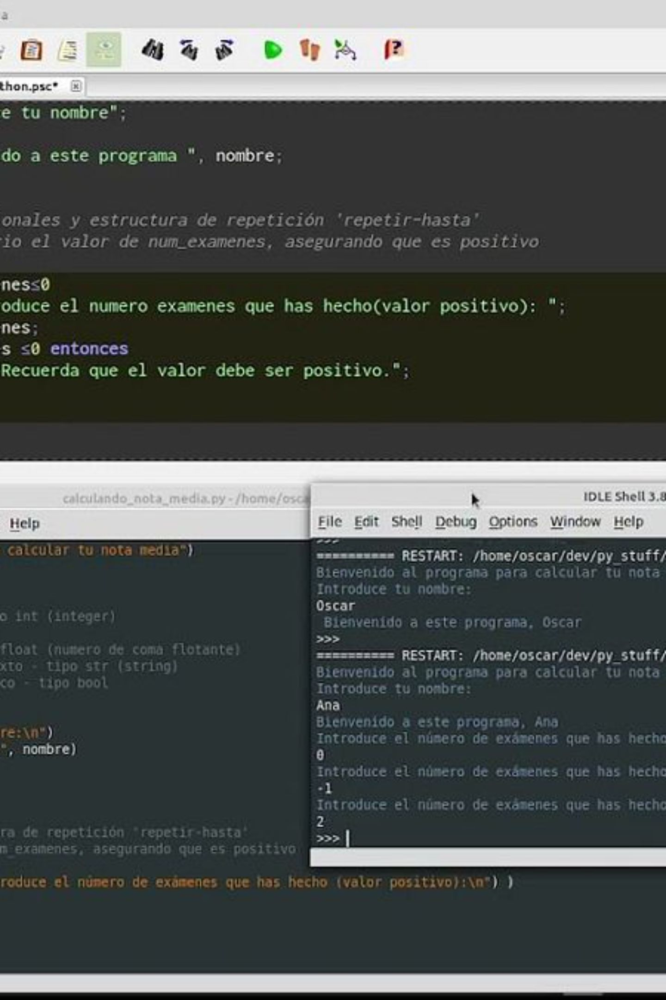 a
thon.psc*
e tu nombre";
do a este programa ", nombre;
onales y estructura de repetición 'repetir-hasta'
rio el valor de num_examenes, asegurando que es positivo
nes≤0
oduce el numero examenes que has hecho(valor positivo): ";
nes;
s ≤0 entonces
Recuerda que el valor debe ser positivo.";
calculando_nota_media.py - /home/osca
Help
calcular tu nota media")
o int (integer)
float (numero de coma flotante)
xto - tipo str (string)
co - tipo bool
re:\n")
", nombre)
ra de repetición 'repetir-hasta'
m_examenes, asegurando que es positivo
roduce el número de exámenes que has hecho (valor positivo):\n") )
IDLE Shell 3.8
File Edit Shell Debug Options Window Help
>>>
========== RESTART: /home/oscar/dev/py_stuff/
Bienvenido al programa para calcular tu nota
Introduce tu nombre:
Oscar
Bienvenido a este programa, Oscar
>>>
========== RESTART: /home/oscar/dev/py_stuff/
Bienvenido al programa para calcular tu nota
Introduce tu nombre:
Ana
Bienvenido a este programa, Ana
Introduce el número de exámenes que has hecho
0
Introduce el número de exámenes que has hecho
-1
Introduce el número de exámenes que has hecho
2
>>>